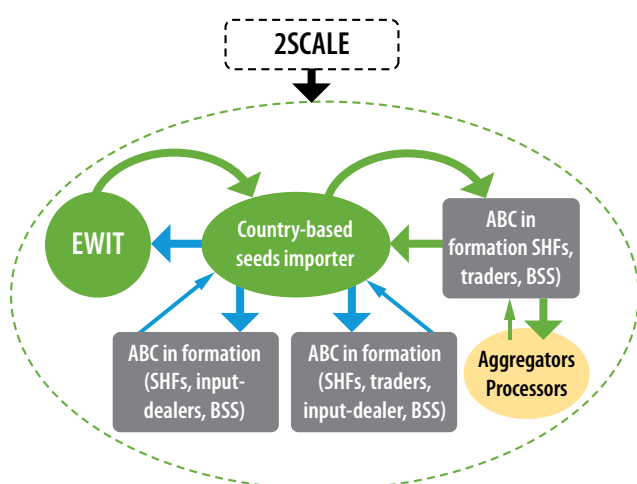 2SCALE
EWIT
Country-based
seeds importer
ABC in
formation SHFs,
traders, BSS)
ABC in formation
(SHFs, input-
dealers, BSS)
ABC in formation
(SHFs, traders,
input-dealer, BSS)
Aggregators
Processors